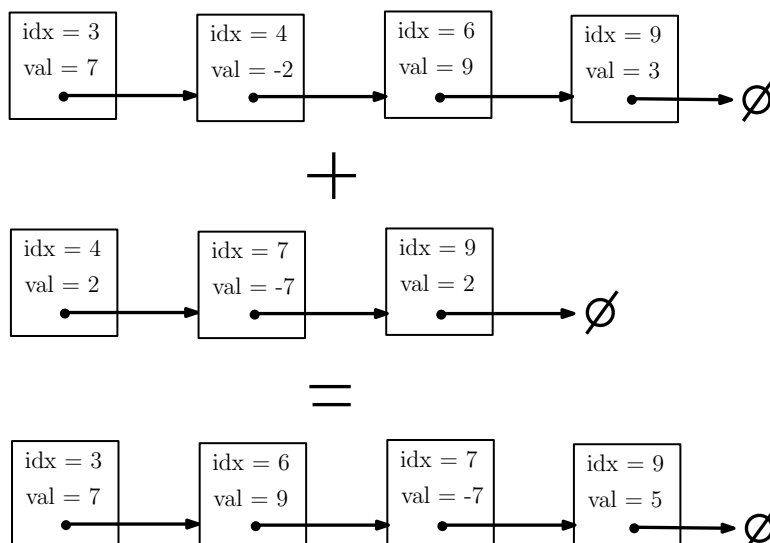 idx = 3
val = 7
idx = 4
val = -2
idx = 6
val = 9
idx = 9
val = 3
∅
+
idx = 4
val = 2
idx = 7
val = -7
idx = 9
val = 2
∅
=
idx = 3
val = 7
idx = 6
val = 9
idx = 7
val = -7
idx = 9
val = 5
∅